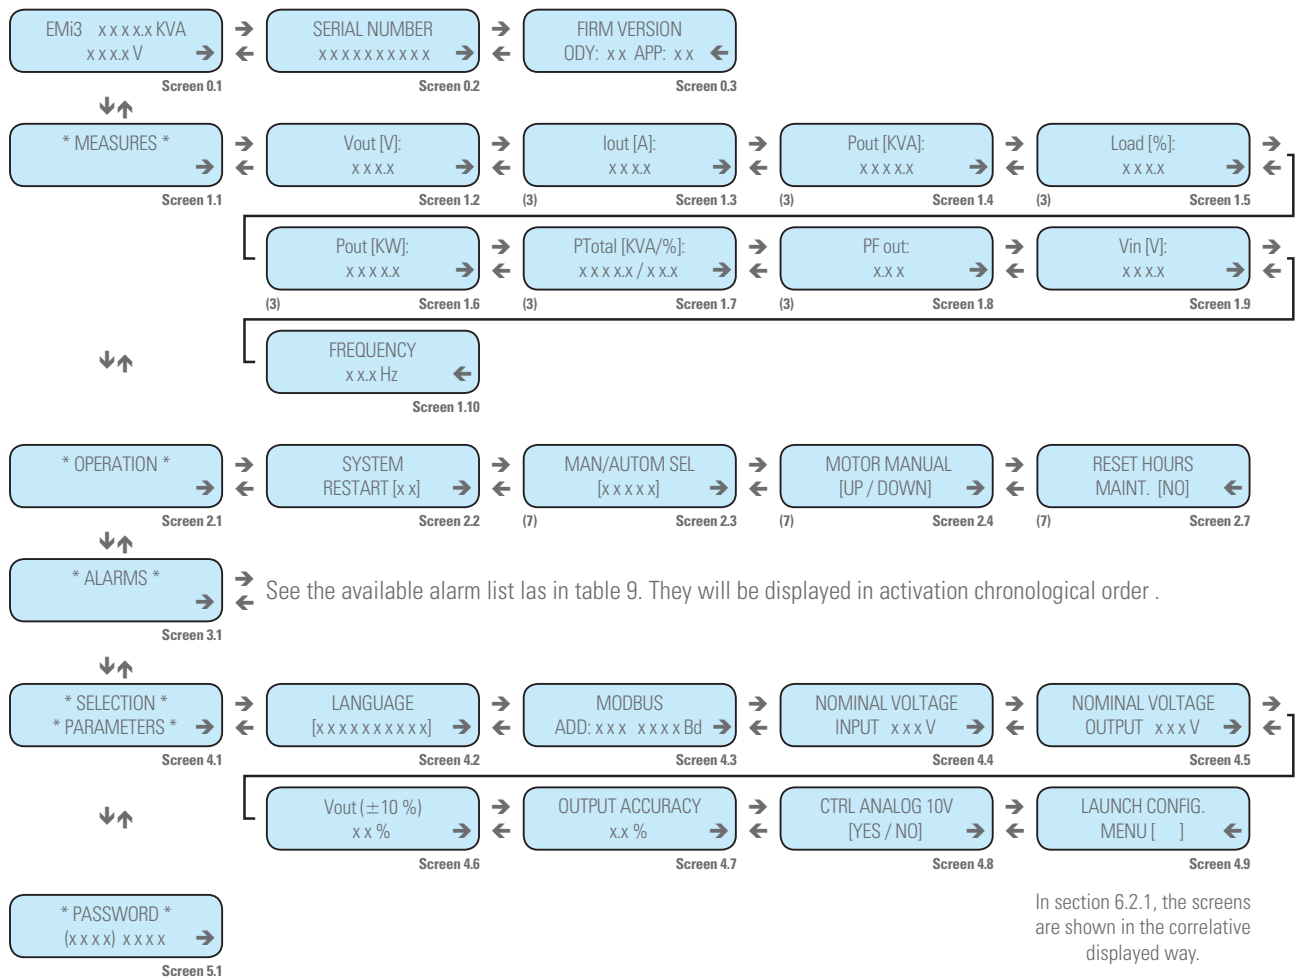 EMi3 x x x x.x KVA
x x x.x V
Screen 0.1
SERIAL NUMBER
x x x x x x x x x x
Screen 0.2
FIRM VERSION
ODY: x x APP: x x
Screen 0.3
* MEASURES *
Screen 1.1
Vout [V]:
x x x.x
Screen 1.2
Iout [A]:
x x x.x
(3) Screen 1.3
Pout [KVA]:
x x x x.x
(3) Screen 1.4
Load [%]:
x x x.x
(3) Screen 1.5
Pout [KW]:
x x x x.x
(3) Screen 1.6
PTotal [KVA/%]:
x x x x.x / x x.x
(3) Screen 1.7
PF out:
x.x x
(3) Screen 1.8
Vin [V]:
x x x.x
Screen 1.9
FREQUENCY
x x.x Hz
Screen 1.10
* OPERATION *
Screen 2.1
SYSTEM
RESTART [x x]
Screen 2.2
MAN/AUTOM SEL
[x x x x x]
(7) Screen 2.3
MOTOR MANUAL
[UP / DOWN]
(7) Screen 2.4
RESET HOURS
MAINT. [NO]
(7) Screen 2.7
* ALARMS *
Screen 3.1
See the available alarm list las in table 9. They will be displayed in activation chronological order .
* SELECTION *
* PARAMETERS *
Screen 4.1
LANGUAGE
[x x x x x x x x x x]
Screen 4.2
MODBUS
ADD: x x x x x x x Bd
Screen 4.3
NOMINAL VOLTAGE
INPUT x x x V
Screen 4.4
NOMINAL VOLTAGE
OUTPUT x x x V
Screen 4.5
Vout (±10 %)
x x %
Screen 4.6
OUTPUT ACCURACY
x.x %
Screen 4.7
CTRL ANALOG 10V
[YES / NO]
Screen 4.8
LAUNCH CONFIG.
MENU [ ]
Screen 4.9
* PASSWORD *
(x x x x) x x x x
Screen 5.1
In section 6.2.1, the screens
are shown in the correlative
displayed way.